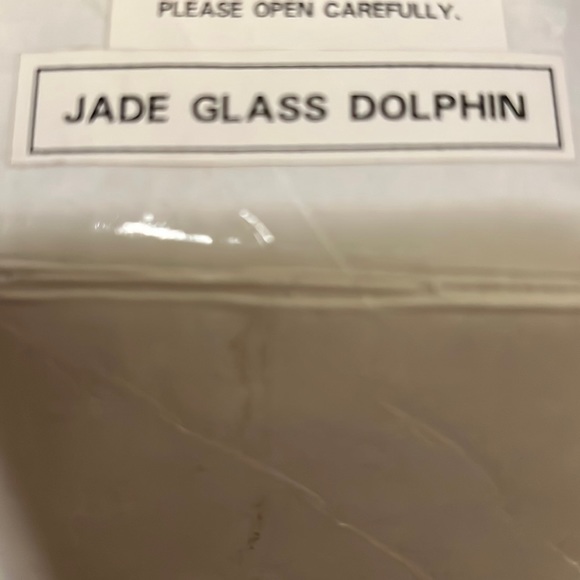 PLEASE OPEN CAREFULLY.
JADE GLASS DOLPHIN